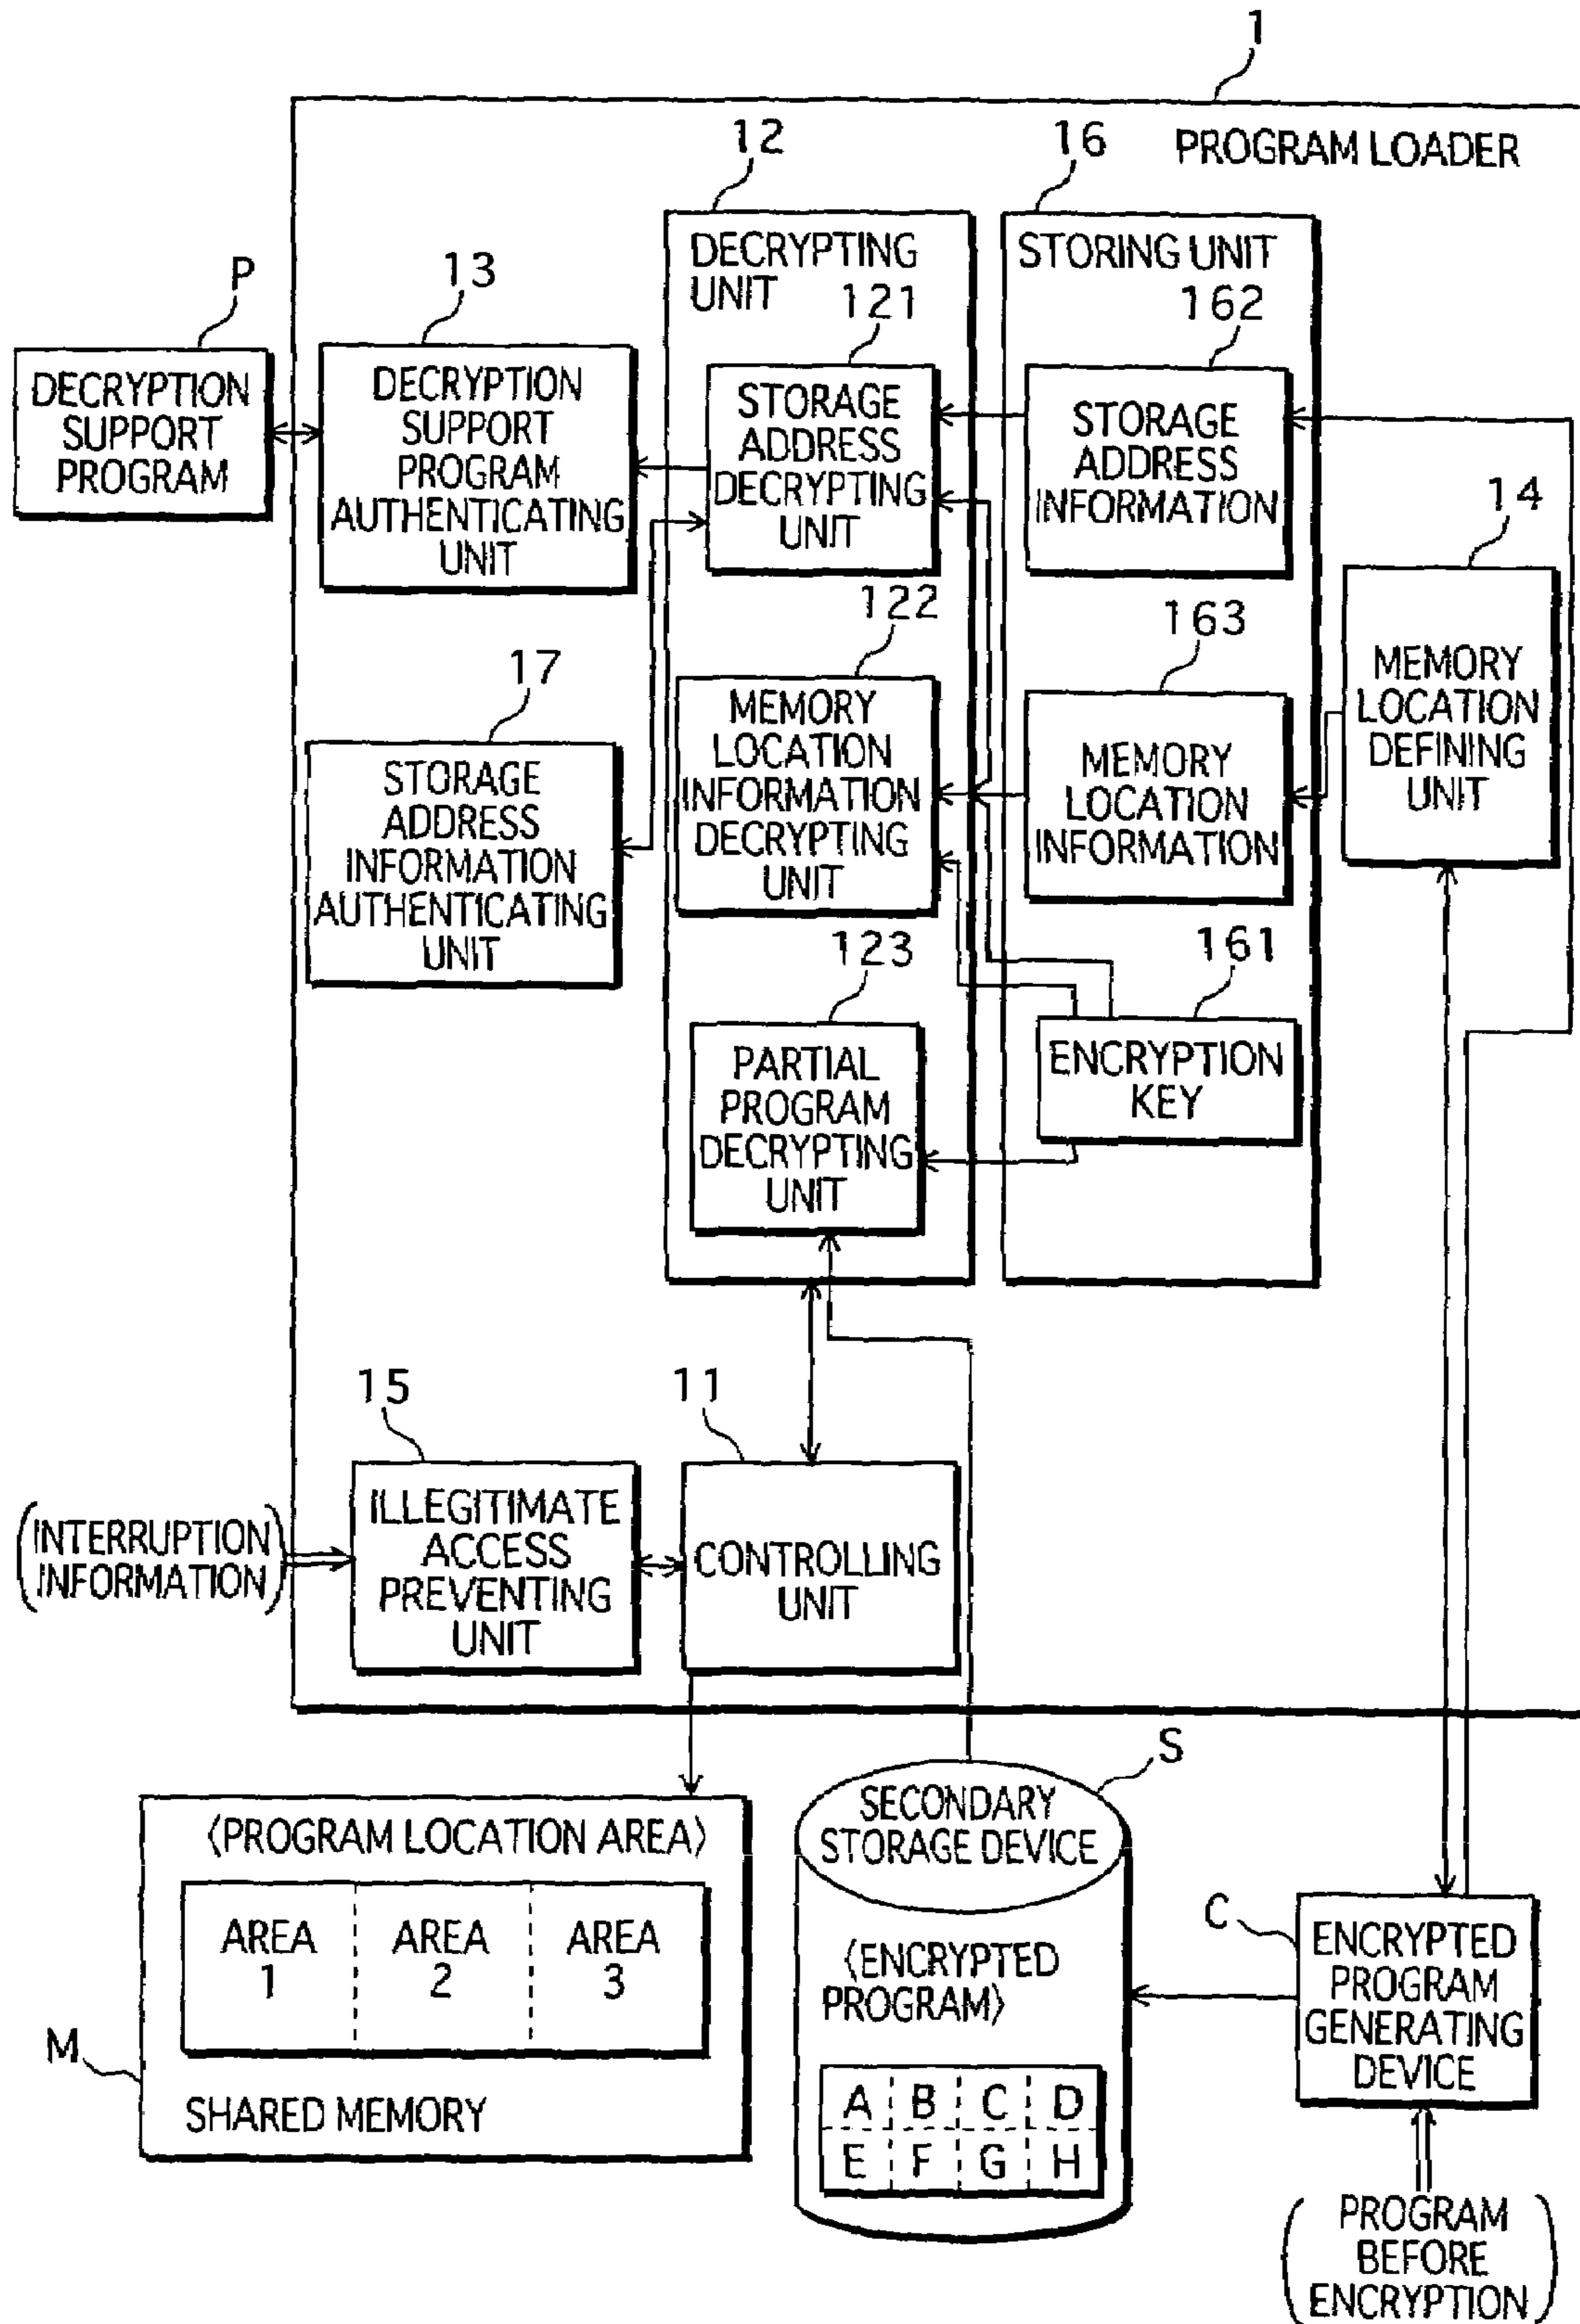 1
PROGRAM LOADER
12
16
DECRYPTING
UNIT
STORING UNIT
P
13
121
162
DECRYPTION
SUPPORT
PROGRAM
DECRYPTION
SUPPORT
PROGRAM
AUTHENTICATING
UNIT
STORAGE
ADDRESS
DECRYPTING
UNIT
STORAGE
ADDRESS
INFORMATION
14
122
163
MEMORY
LOCATION
DEFINING
UNIT
17
MEMORY
LOCATION
INFORMATION
DECRYPTING
UNIT
MEMORY
LOCATION
INFORMATION
STORAGE
ADDRESS
INFORMATION
AUTHENTICATING
UNIT
123
161
PARTIAL
PROGRAM
DECRYPTING
UNIT
ENCRYPTION
KEY
15
11
(INTERRUPTION
INFORMATION)
ILLEGITIMATE
ACCESS
PREVENTING
UNIT
CONTROLLING
UNIT
S
SECONDARY
STORAGE DEVICE
〈PROGRAM LOCATION AREA〉
AREA
1
AREA
2
AREA
3
M
SHARED MEMORY
〈ENCRYPTED
PROGRAM〉
A B C D
E F G H
C
ENCRYPTED
PROGRAM
GENERATING
DEVICE
(PROGRAM
BEFORE
ENCRYPTION)